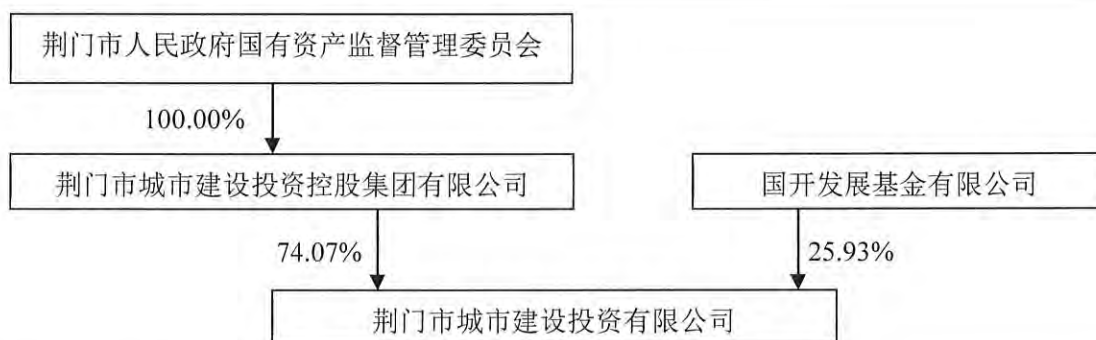 荆门市人民政府国有资产监督管理委员会
100.00%
荆门市城市建设投资控股集团有限公司
国开发展基金有限公司
74.07%
25.93%
荆门市城市建设投资有限公司